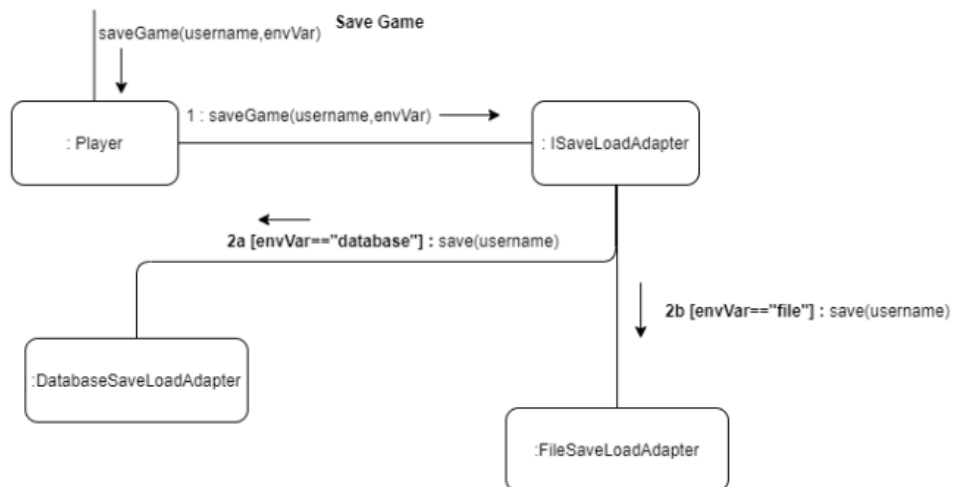 Save Game
saveGame(username,envVar)
1 : saveGame(username,envVar)
: Player
: ISaveLoadAdapter
2a [envVar=="database"] : save(username)
2b [envVar=="file"] : save(username)
:DatabaseSaveLoadAdapter
:FileSaveLoadAdapter